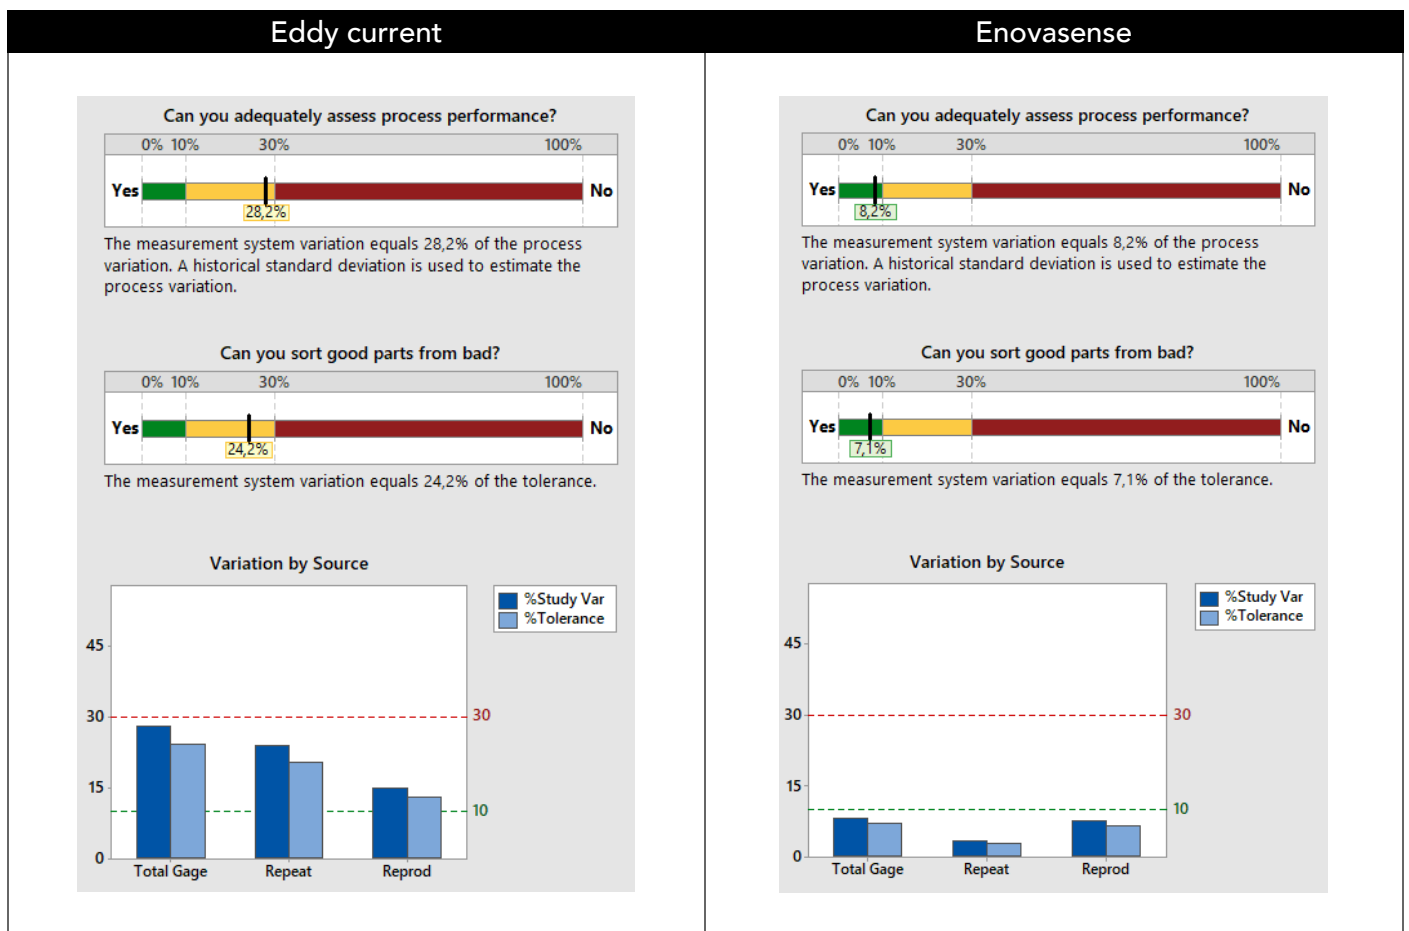 Eddy current
Can you adequately assess process performance?
0% 10% 30% 100%
Yes No
28,2%
The measurement system variation equals 28,2% of the process
variation. A historical standard deviation is used to estimate the
process variation.
Can you sort good parts from bad?
0% 10% 30% 100%
Yes No
24,2%
The measurement system variation equals 24,2% of the tolerance.
Variation by Source
%Study Var
%Tolerance
45
30 30
15
10
0
Total Gage Repeat Reprod
Enovasense
Can you adequately assess process performance?
0% 10% 30% 100%
Yes No
8,2%
The measurement system variation equals 8,2% of the process
variation. A historical standard deviation is used to estimate the
process variation.
Can you sort good parts from bad?
0% 10% 30% 100%
Yes No
7,1%
The measurement system variation equals 7,1% of the tolerance.
Variation by Source
%Study Var
%Tolerance
45
30 30
15
10
0
Total Gage Repeat Reprod